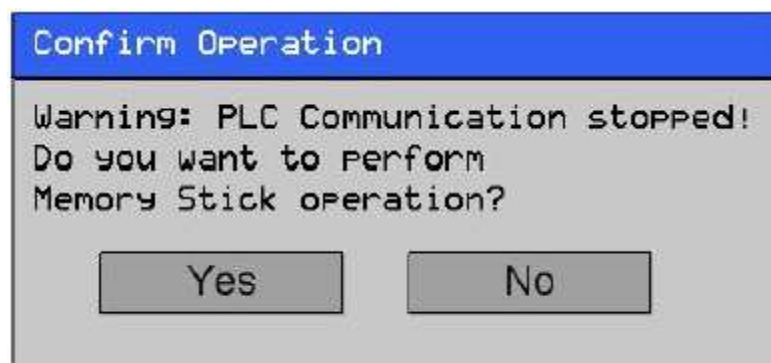 Confirm Operation
Warning: PLC Communication stopped!
Do you want to perform
Memory Stick operation?
Yes No